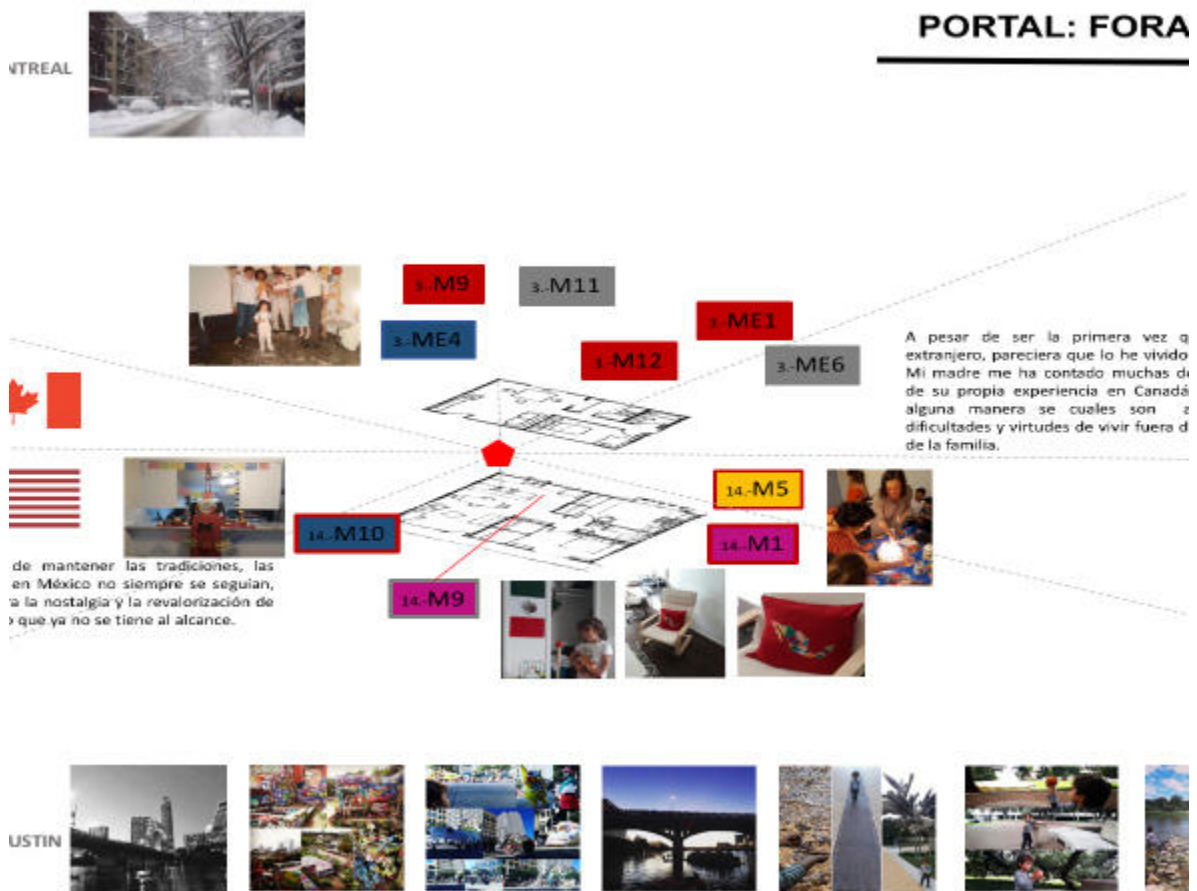 PORTAL: FORA
NTREAL
3.-M9
3.-M11
3.-ME4
3.-ME1
3.-M12
3.-ME6
A pesar de ser la primera vez q
extranjero, pareciera que lo he vivido
Mi madre me ha contado muchas de
de su propia experiencia en Canadá
alguna manera se cuales son a
dificultades y virtudes de vivir fuera d
de la familia.
14.-M5
14.-M10
14.-M1
14.-M9
de mantener las tradiciones, las
en México no siempre se seguían,
ra la nostalgia y la revalorización de
o que ya no se tiene al alcance.
USTIN